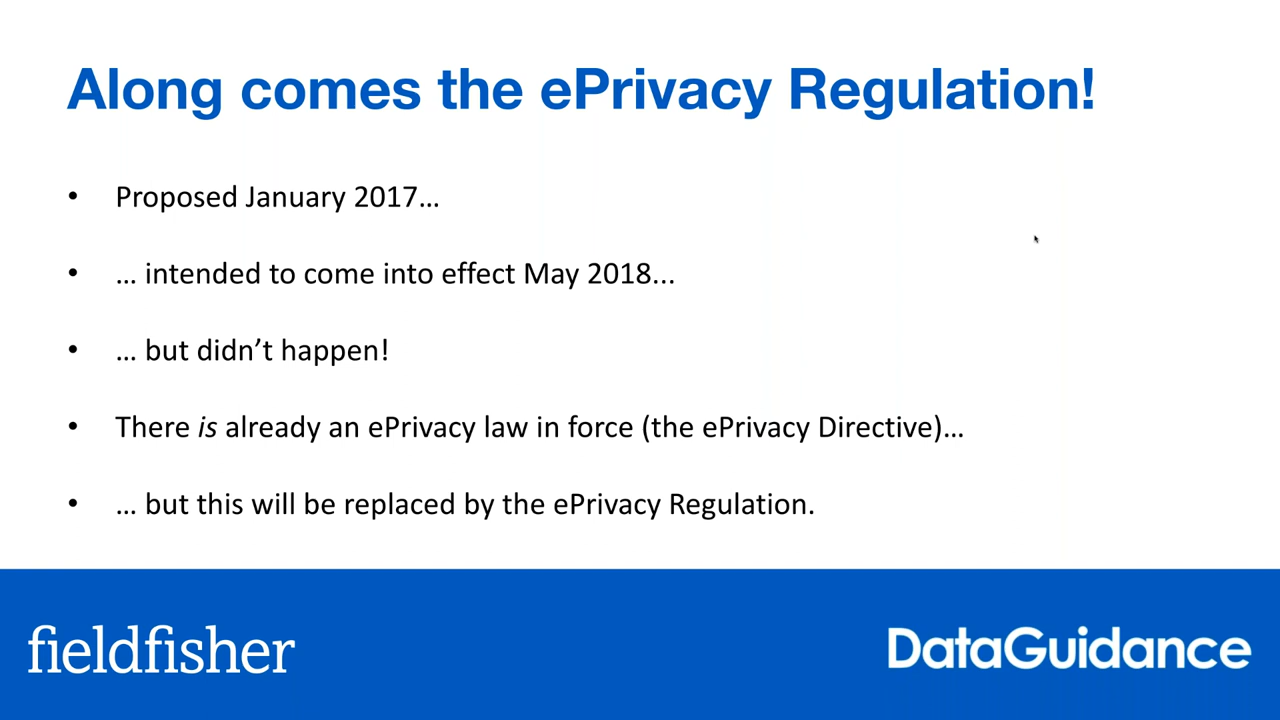 Along comes the ePrivacy Regulation!
• Proposed January 2017…
• … intended to come into effect May 2018...
• … but didn’t happen!
• There is already an ePrivacy law in force (the ePrivacy Directive)…
• … but this will be replaced by the ePrivacy Regulation.
fieldfisher
DataGuidance